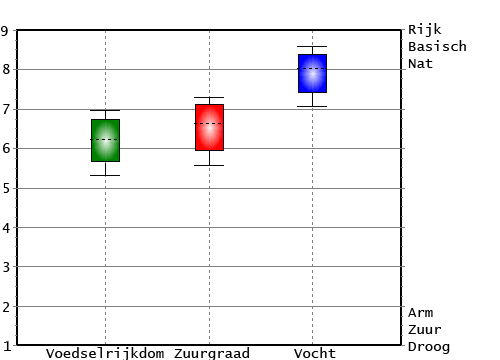 9
Rijk
Basisch
8
Nat
7
6
5
4
3
2
Arm
Zuur
1
Voedselrijkdom
Zuurgraad
Vocht
Droog